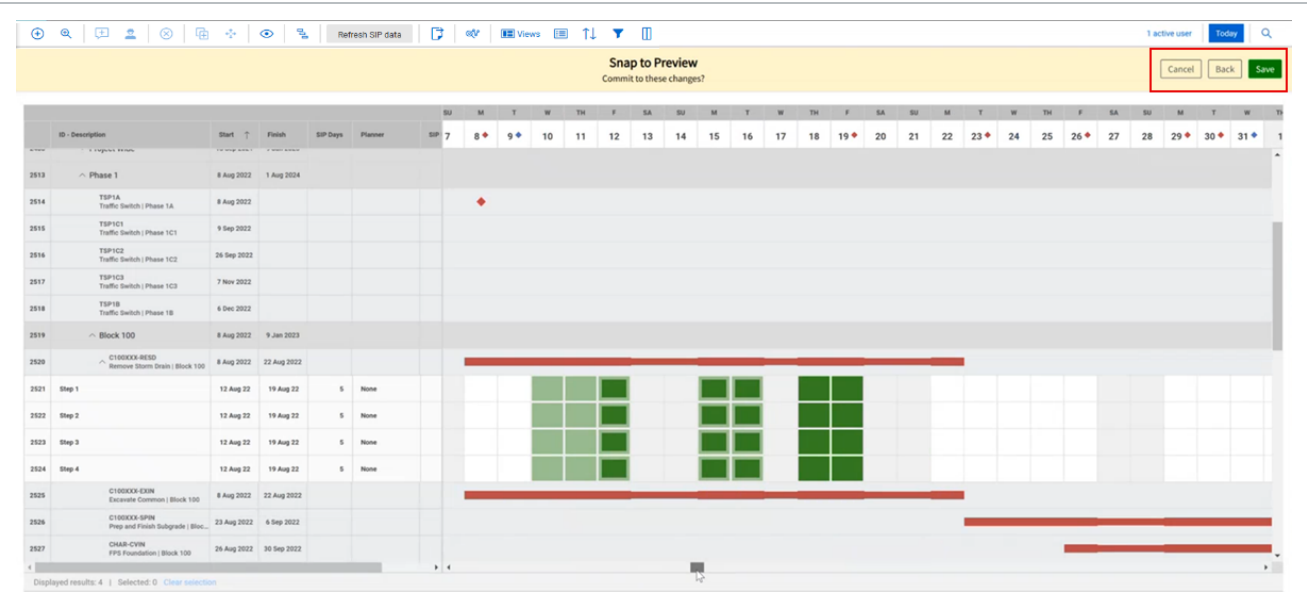 Refresh SIP data Views 1 active user Today
Snap to Preview
Commit to these changes?
Cancel Back Save
SU M T W TH F SA SU M T W TH F SA SU M T W TH F SA SU M T W TH
ID - Description Start Finish SIP Days Planner SIP 7 8 9 10 11 12 13 14 15 16 17 18 19 20 21 22 23 24 25 26 27 28 29 30 31 1
2513 Phase 1 8 Aug 2022 1 Aug 2024
2514 TSP1A 8 Aug 2022
Traffic Switch | Phase 1A
2515 TSP1C1 9 Sep 2022
Traffic Switch | Phase 1C1
2516 TSP1C2 26 Sep 2022
Traffic Switch | Phase 1C2
2517 TSP1C3 7 Nov 2022
Traffic Switch | Phase 1C3
2518 TSP1B 6 Dec 2022
Traffic Switch | Phase 1B
2519 Block 100 8 Aug 2022 9 Jan 2023
2520 C100XXX-RESD 8 Aug 2022 22 Aug 2022
Remove Storm Drain | Block 100
2521 Step 1 12 Aug 22 19 Aug 22 5 None
2522 Step 2 12 Aug 22 19 Aug 22 5 None
2523 Step 3 12 Aug 22 19 Aug 22 5 None
2524 Step 4 12 Aug 22 19 Aug 22 5 None
2525 C100XXX-EXIN 8 Aug 2022 22 Aug 2022
Excavate Common | Block 100
2526 C100XXX-SPIN 23 Aug 2022 6 Sep 2022
Prep and Finish Subgrade | Bloc...
2527 CHAR-CVIN 26 Aug 2022 30 Sep 2022
FPS Foundation | Block 100
Displayed results: 4 | Selected: 0 Clear selection